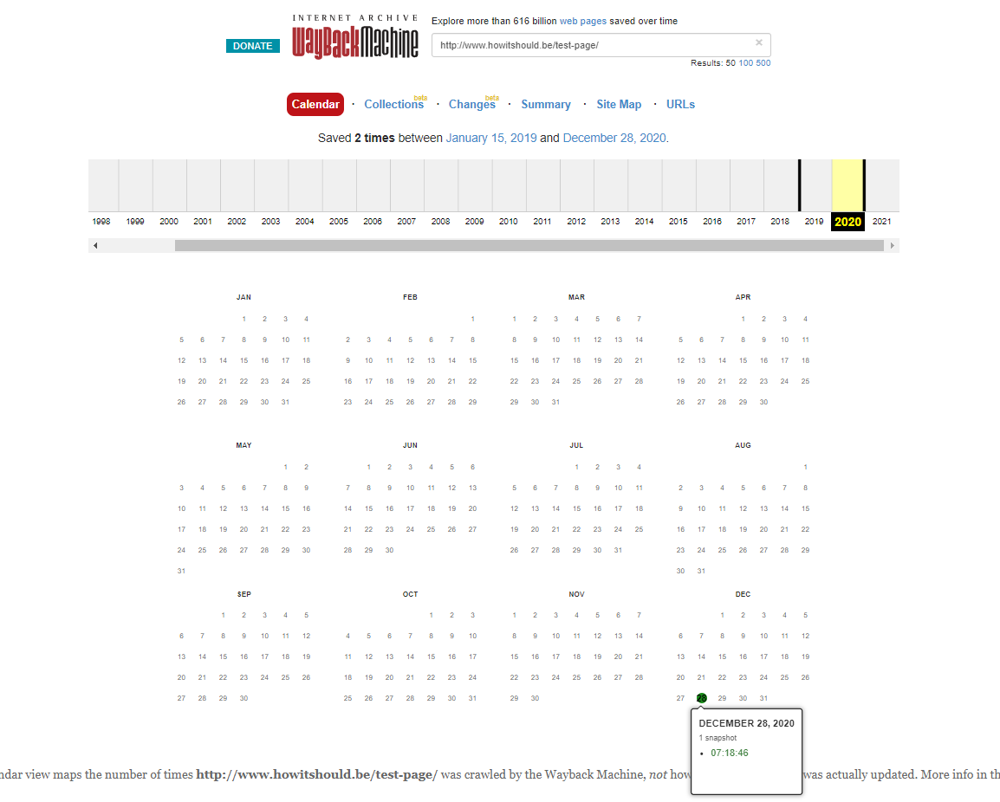 INTERNET ARCHIVE
WayBackMachine
DONATE
Explore more than 616 billion web pages saved over time
http://www.howitshould.be/test-page/
×
Results: 50 100 500
Calendar · Collections beta · Changes beta · Summary · Site Map · URLs
Saved 2 times between January 15, 2019 and December 28, 2020.
1998 1999 2000 2001 2002 2003 2004 2005 2006 2007 2008 2009 2010 2011 2012 2013 2014 2015 2016 2017 2018 2019 2020 2021
JAN
1 2 3 4
5 6 7 8 9 10 11
12 13 14 15 16 17 18
19 20 21 22 23 24 25
26 27 28 29 30 31
FEB
1
2 3 4 5 6 7 8
9 10 11 12 13 14 15
16 17 18 19 20 21 22
23 24 25 26 27 28 29
MAR
1 2 3 4 5 6 7
8 9 10 11 12 13 14
15 16 17 18 19 20 21
22 23 24 25 26 27 28
29 30 31
APR
1 2 3 4
5 6 7 8 9 10 11
12 13 14 15 16 17 18
19 20 21 22 23 24 25
26 27 28 29 30
MAY
1 2
3 4 5 6 7 8 9
10 11 12 13 14 15 16
17 18 19 20 21 22 23
24 25 26 27 28 29 30
31
JUN
1 2 3 4 5 6
7 8 9 10 11 12 13
14 15 16 17 18 19 20
21 22 23 24 25 26 27
28 29 30
JUL
1 2 3 4
5 6 7 8 9 10 11
12 13 14 15 16 17 18
19 20 21 22 23 24 25
26 27 28 29 30 31
AUG
1
2 3 4 5 6 7 8
9 10 11 12 13 14 15
16 17 18 19 20 21 22
23 24 25 26 27 28 29
30 31
SEP
1 2 3 4 5
6 7 8 9 10 11 12
13 14 15 16 17 18 19
20 21 22 23 24 25 26
27 28 29 30
OCT
1 2 3
4 5 6 7 8 9 10
11 12 13 14 15 16 17
18 19 20 21 22 23 24
25 26 27 28 29 30 31
NOV
1 2 3 4 5 6 7
8 9 10 11 12 13 14
15 16 17 18 19 20 21
22 23 24 25 26 27 28
29 30
DEC
1 2 3 4 5
6 7 8 9 10 11 12
13 14 15 16 17 18 19
20 21 22 23 24 25 26
27 28 29 30 31
DECEMBER 28, 2020
1 snapshot
• 07:18:46
ndar view maps the number of times http://www.howitshould.be/test-page/ was crawled by the Wayback Machine, not how was actually updated. More info in th